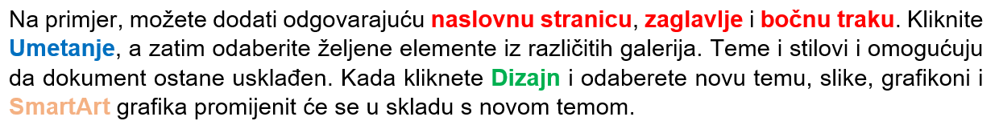 Na primjer, možete dodati odgovarajuću naslovnu stranicu, zaglavlje i bočnu traku. Kliknite
Umetanje, a zatim odaberite željene elemente iz različitih galerija. Teme i stilovi i omogućuju
da dokument ostane usklađen. Kada kliknete Dizajn i odaberete novu temu, slike, grafikoni i
SmartArt grafika promijenit će se u skladu s novom temom.